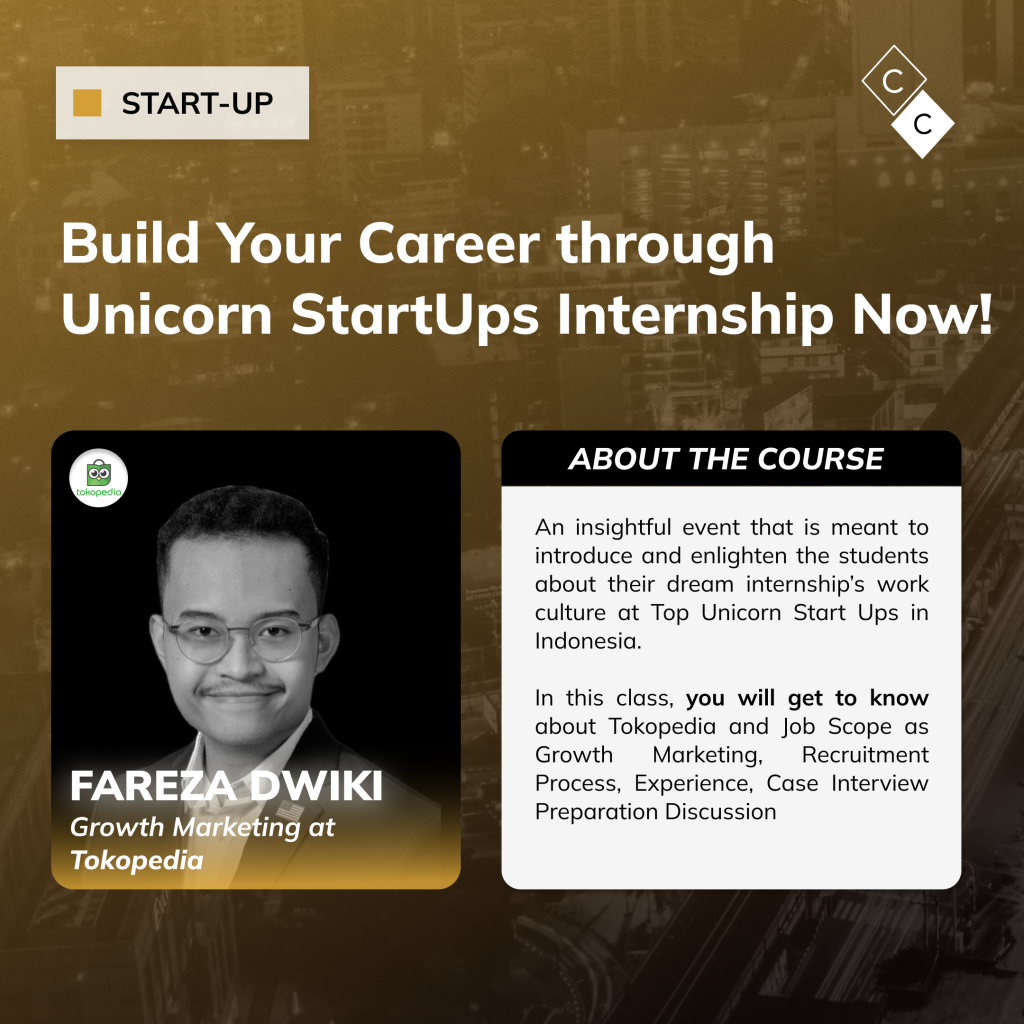 START-UP
C
C
Build Your Career through
Unicorn StartUps Internship Now!
tokopedia
FAREZA DWIKI
Growth Marketing at
Tokopedia
ABOUT THE COURSE
An insightful event that is meant to
introduce and enlighten the students
about their dream internship’s work
culture at Top Unicorn Start Ups in
Indonesia.
In this class, you will get to know
about Tokopedia and Job Scope as
Growth Marketing, Recruitment
Process, Experience, Case Interview
Preparation Discussion